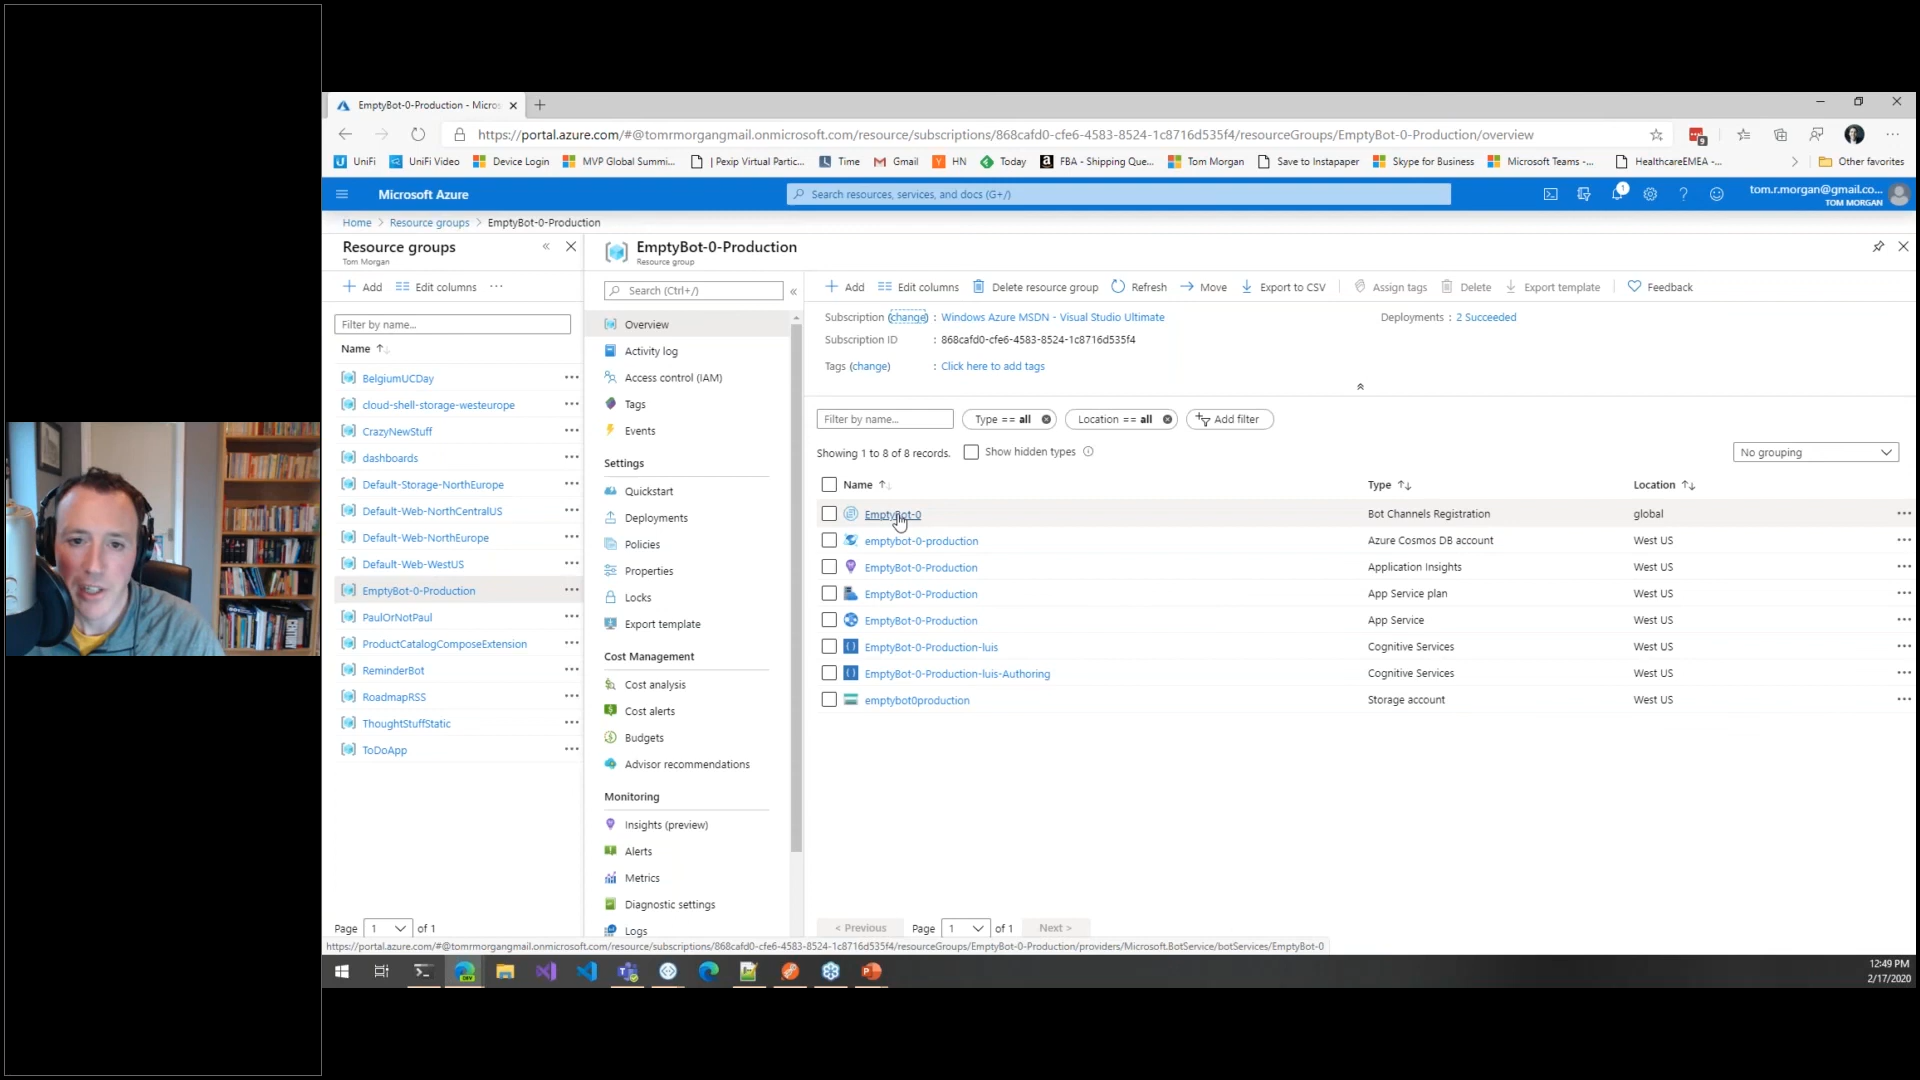 EmptyBot-0-Production - Micros
https://portal.azure.com/#@tomrmorgangmail.onmicrosoft.com/resource/subscriptions/868cafd0-cfe6-4583-8524-1c8716d535f4/resourceGroups/EmptyBot-0-Production/overview
9
UniFi UniFi Video Device Login MVP Global Summi... | Pexip Virtual Partic... Time Gmail HN Today FBA - Shipping Que... Tom Morgan Save to Instapaper Skype for Business Microsoft Teams -... HealthcareEMEA -... Other favorites
Microsoft Azure
Search resources, services, and docs (G+/)
1
tom.r.morgan@gmail.co...
TOM MORGAN
Home > Resource groups > EmptyBot-0-Production
Resource groups
Tom Morgan
Add Edit columns ...
Filter by name...
Name
BelgiumUCDay
cloud-shell-storage-westeurope
CrazyNewStuff
dashboards
Default-Storage-NorthEurope
Default-Web-NorthCentralUS
Default-Web-NorthEurope
Default-Web-WestUS
EmptyBot-0-Production
PaulOrNotPaul
ProductCatalogComposeExtension
ReminderBot
RoadmapRSS
ThoughtStuffStatic
ToDoApp
Page 1 of 1
EmptyBot-0-Production
Resource group
Search (Ctrl+/)
Overview
Activity log
Access control (IAM)
Tags
Events
Settings
Quickstart
Deployments
Policies
Properties
Locks
Export template
Cost Management
Cost analysis
Cost alerts
Budgets
Advisor recommendations
Monitoring
Insights (preview)
Alerts
Metrics
Diagnostic settings
Logs
Add Edit columns Delete resource group Refresh Move Export to CSV Assign tags Delete Export template Feedback
Subscription (change) : Windows Azure MSDN - Visual Studio Ultimate
Deployments : 2 Succeeded
Subscription ID : 868cafd0-cfe6-4583-8524-1c8716d535f4
Tags (change) : Click here to add tags
Filter by name... Type == all Location == all Add filter
Showing 1 to 8 of 8 records. Show hidden types
No grouping
Name Type Location
EmptyBot-0 Bot Channels Registration global
emptybot-0-production Azure Cosmos DB account West US
EmptyBot-0-Production Application Insights West US
EmptyBot-0-Production App Service plan West US
EmptyBot-0-Production App Service West US
EmptyBot-0-Production-luis Cognitive Services West US
EmptyBot-0-Production-luis-Authoring Cognitive Services West US
emptybot0production Storage account West US
< Previous Page 1 of 1 Next >
https://portal.azure.com/#@tomrmorgangmail.onmicrosoft.com/resource/subscriptions/868cafd0-cfe6-4583-8524-1c8716d535f4/resourceGroups/EmptyBot-0-Production/providers/Microsoft.BotService/botServices/EmptyBot-0
12:49 PM
2/17/2020